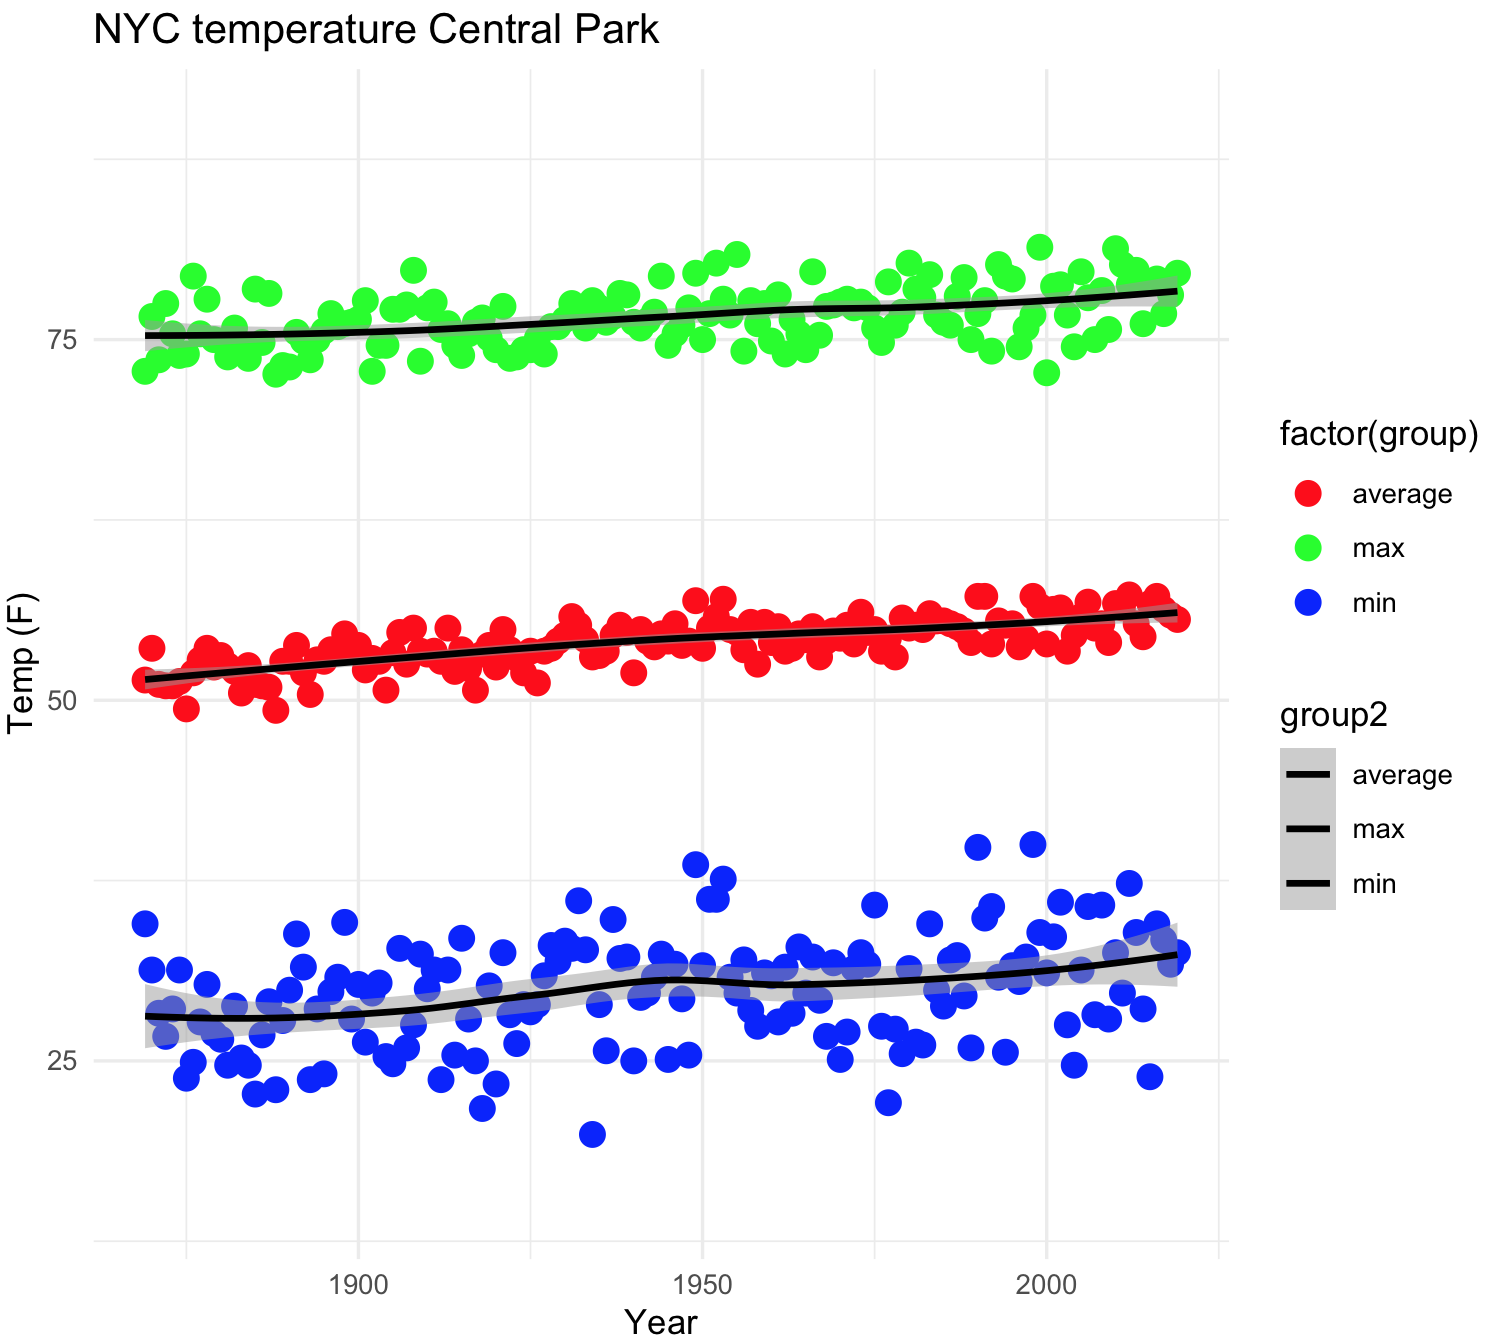 NYC temperature Central Park
75
50
25
Temp (F)
1900
1950
2000
Year
factor(group)
average
max
min
group2
average
max
min